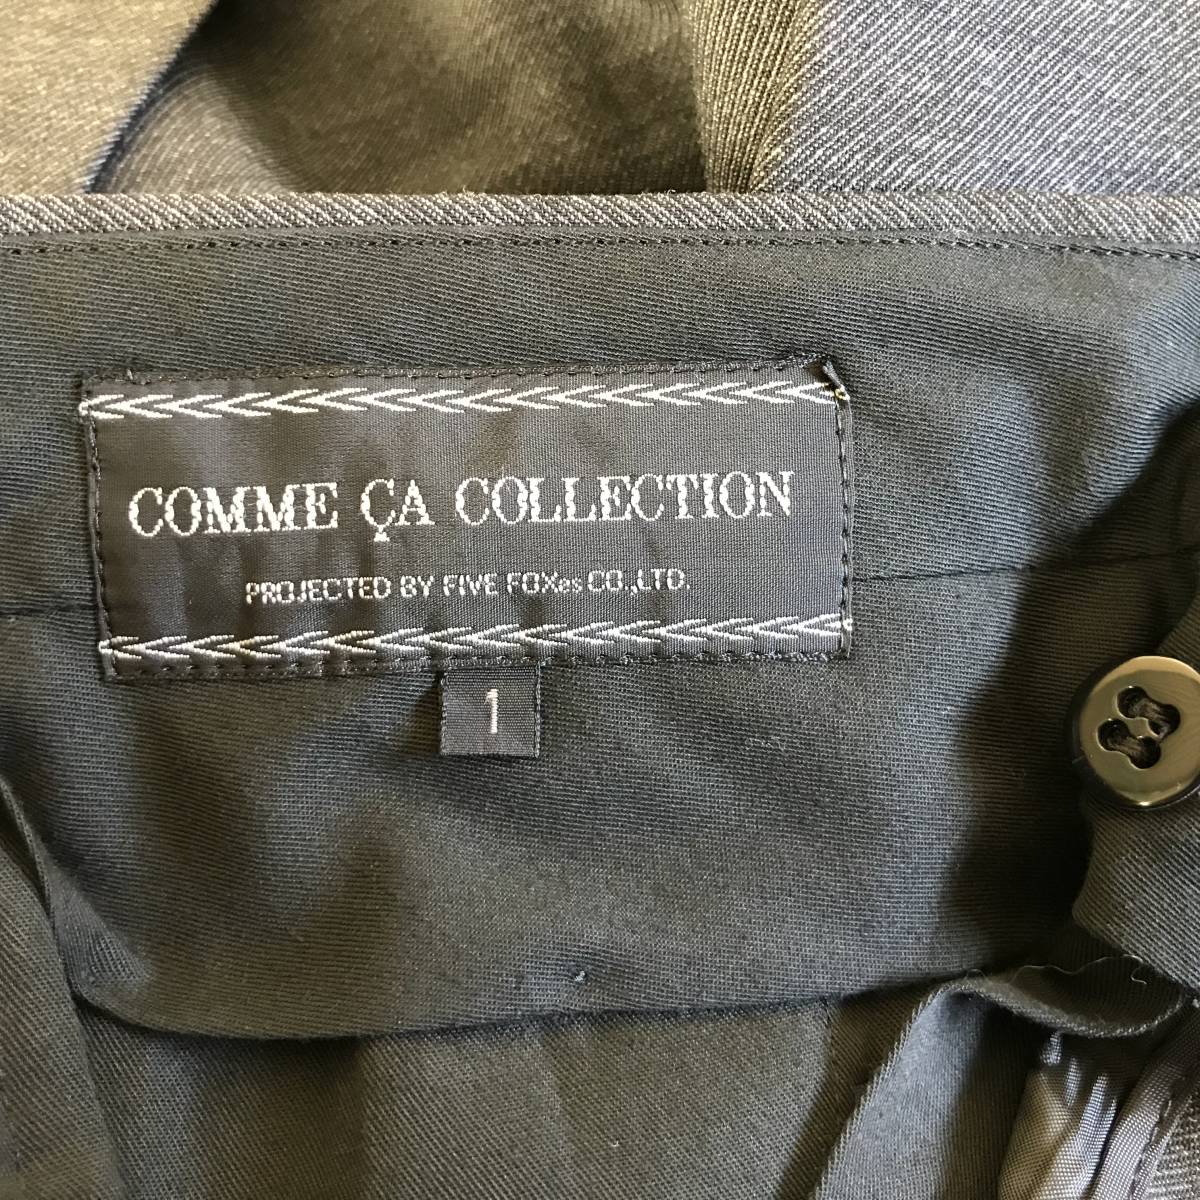 COMME ÇA COLLECTION
PROJECTED BY FIVE FOXes CO.,LTD.
1